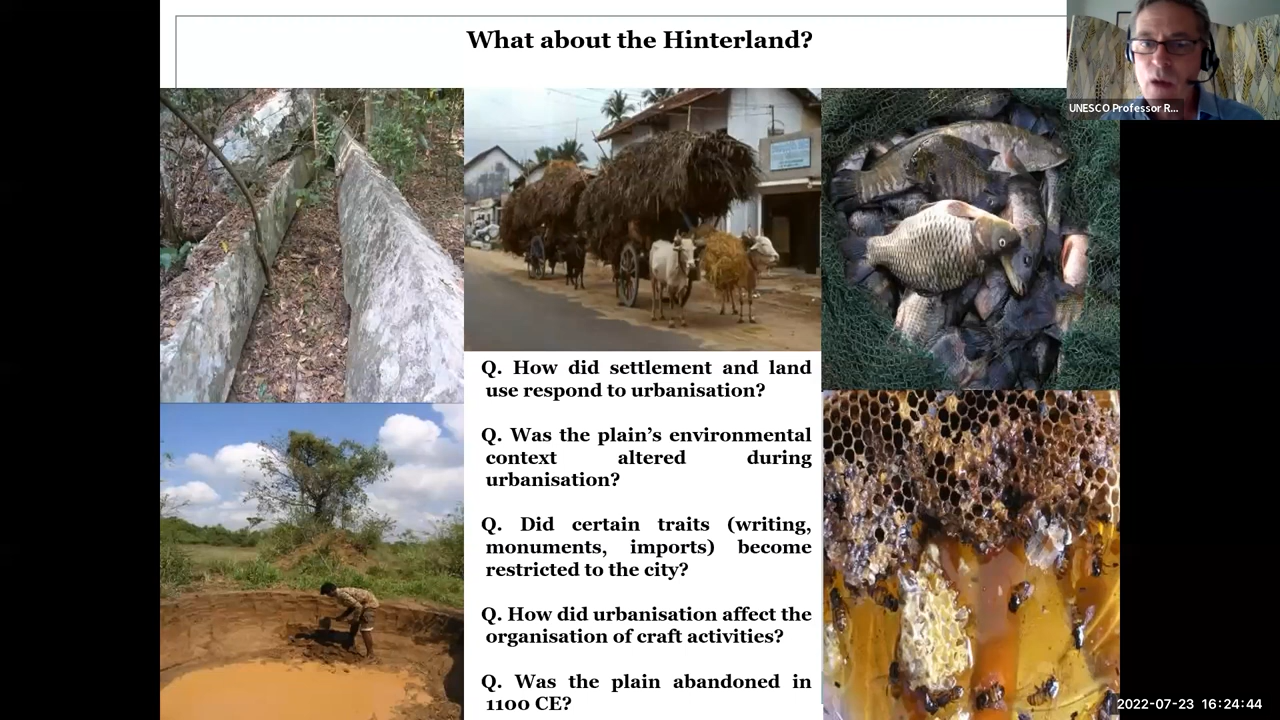 What about the Hinterland?
UNESCO Professor R...
Q. How did settlement and land
use respond to urbanisation?
Q. Was the plain's environmental
context altered during
urbanisation?
Q. Did certain traits (writing,
monuments, imports) become
restricted to the city?
Q. How did urbanisation affect the
organisation of craft activities?
Q. Was the plain abandoned in
1100 CE?
2022-07-23 16:24:44